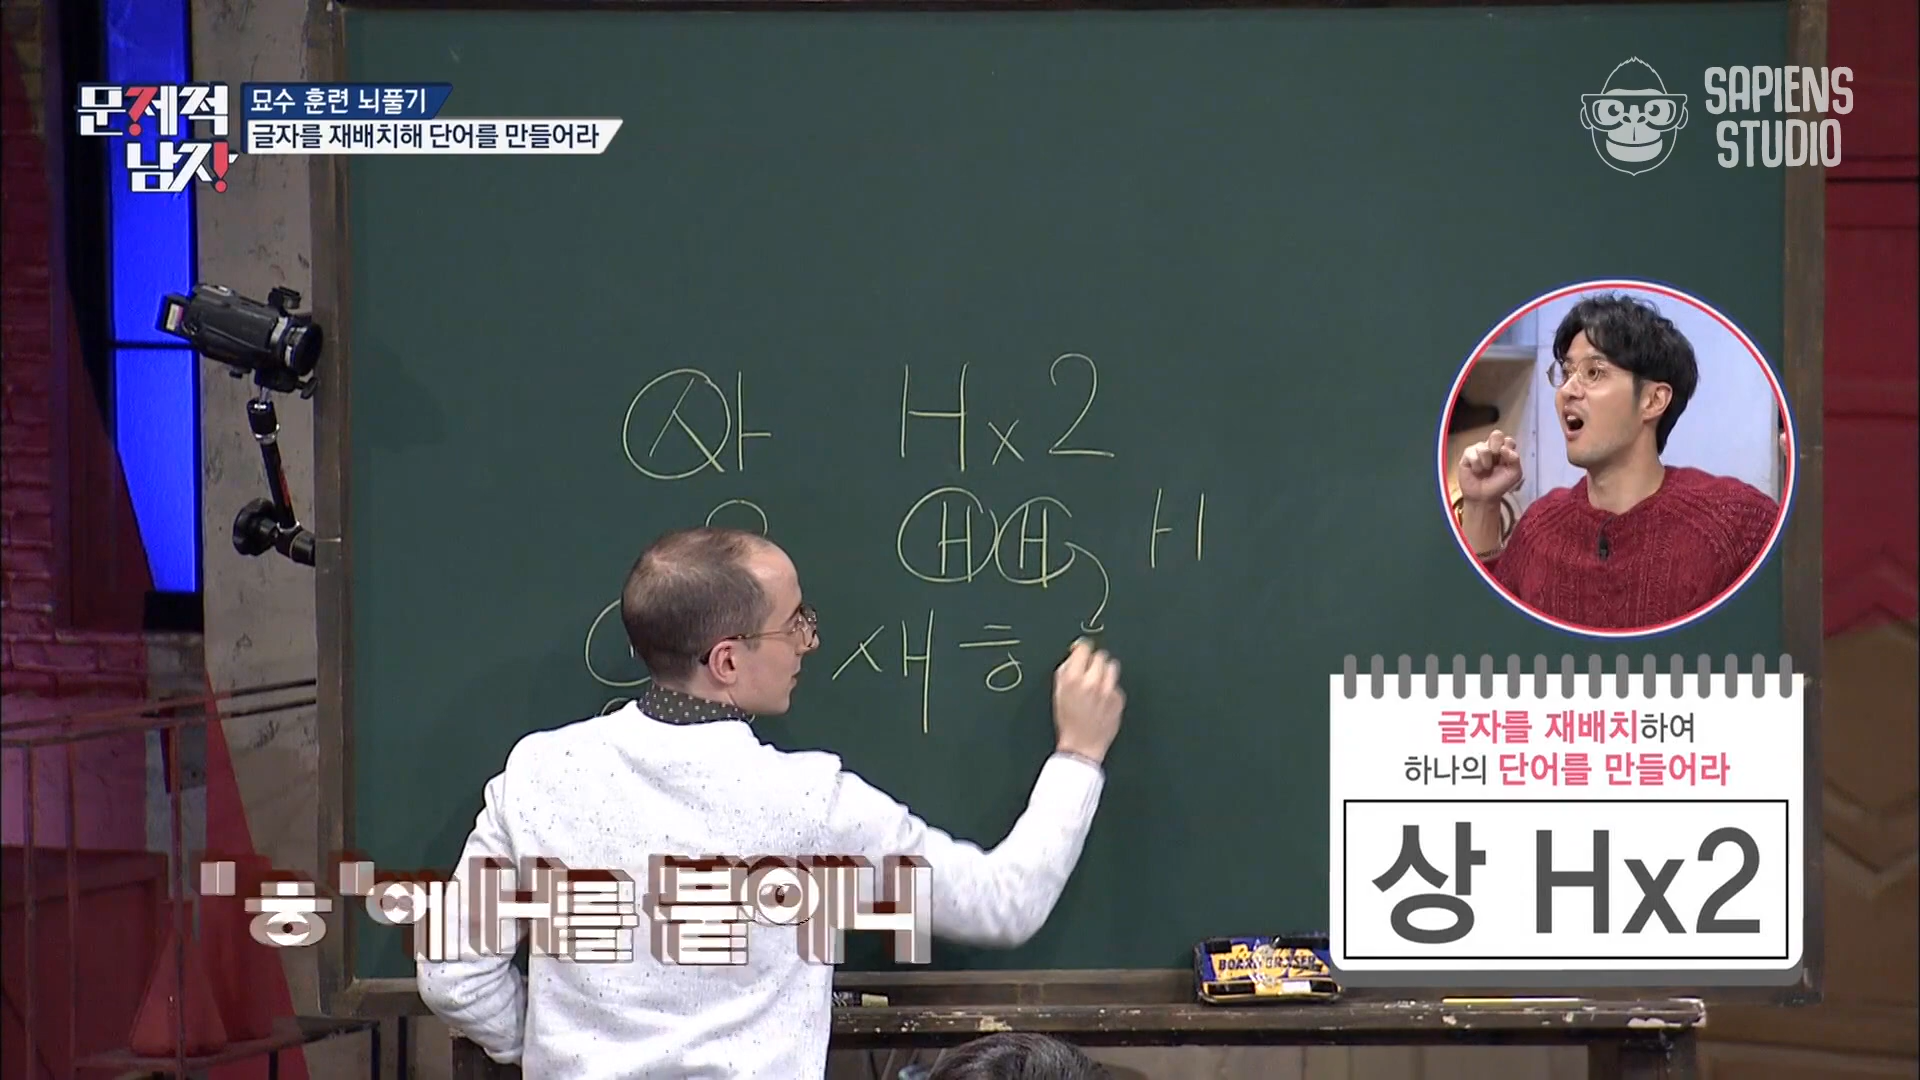 문제적
남자
묘수 훈련 뇌풀기
글자를 재배치해 단어를 만들어라
SAPIENS
STUDIO
사 Hx2
ㅇ H H H
새 ᄒ
글자를 재배치하여
하나의 단어를 만들어라
상 Hx2
"ᄒ"에 H를 붙이니
BOARD ERASER